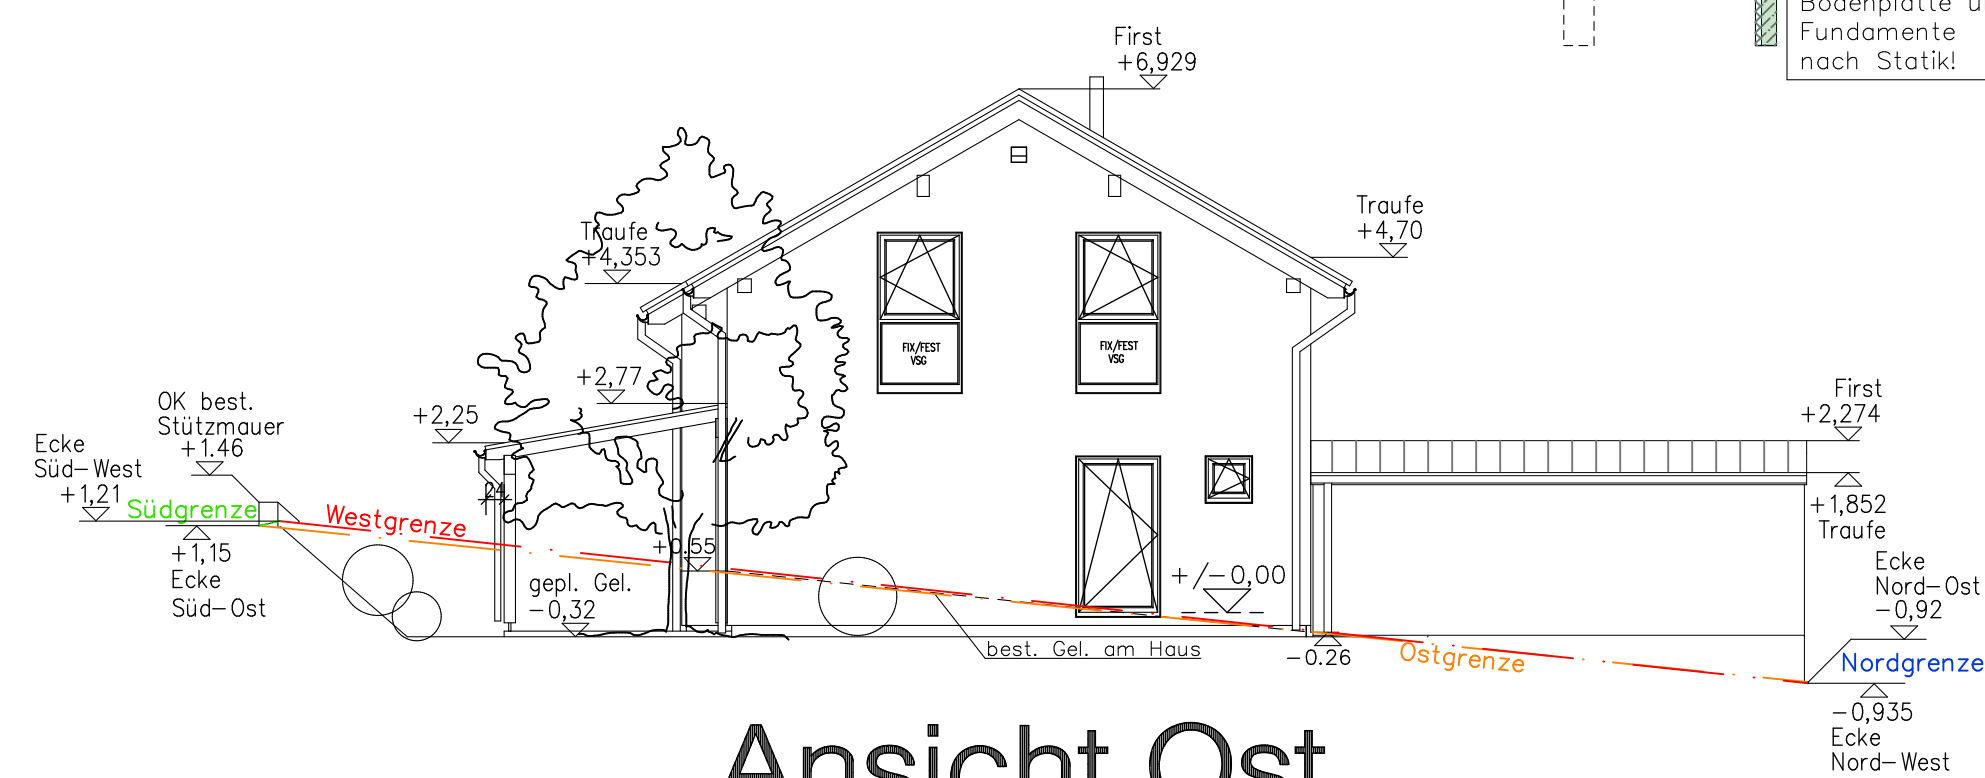 Bodenplatte u
Fundamente
nach Statik!
First
+6,929
Traufe
+4,70
Traufe
+4,353
FIX/FEST
VSG
FIX/FEST
VSG
+2,77
+2,25
OK best.
Stützmauer
+1.46
Ecke
Süd-West
+1,21
Südgrenze
Westgrenze
24
+1,15
Ecke
Süd-Ost
+0.55
gepl. Gel.
-0,32
+/-0,00
best. Gel. am Haus
-0.26
Ostgrenze
First
+2,274
+1,852
Traufe
Ecke
Nord-Ost
-0,92
Nordgrenze
-0,935
Ecke
Nord-West
Ansicht Ost